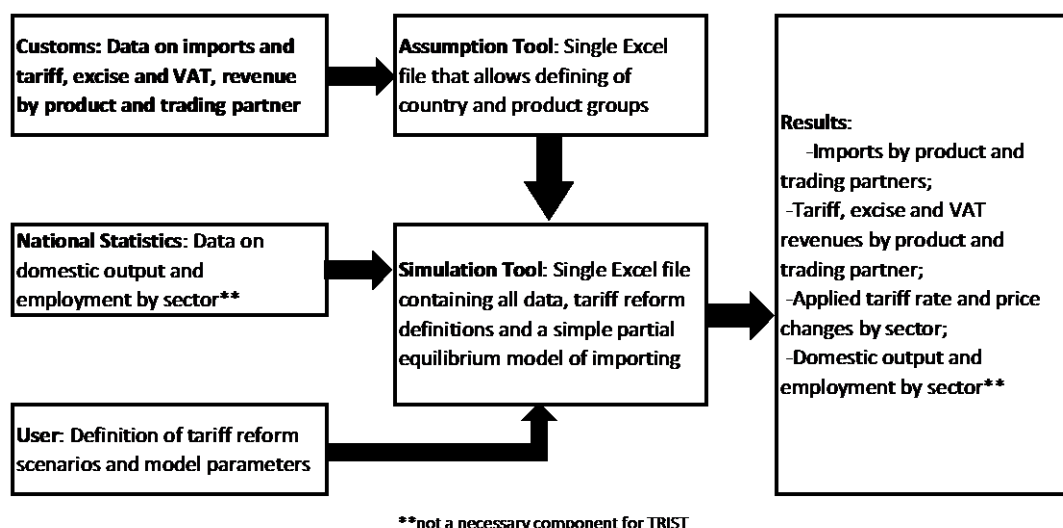 Customs: Data on imports and
tariff, excise and VAT, revenue
by product and trading partner
Assumption Tool: Single Excel
file that allows defining of
country and product groups
National Statistics: Data on
domestic output and
employment by sector**
Simulation Tool: Single Excel file
containing all data, tariff reform
definitions and a simple partial
equilibrium model of importing
User: Definition of tariff reform
scenarios and model parameters
Results:
-Imports by product and
trading partners;
-Tariff, excise and VAT
revenues by product and
trading partner;
-Applied tariff rate and price
changes by sector;
-Domestic output and
employment by sector**
**not a necessary component for TRIST